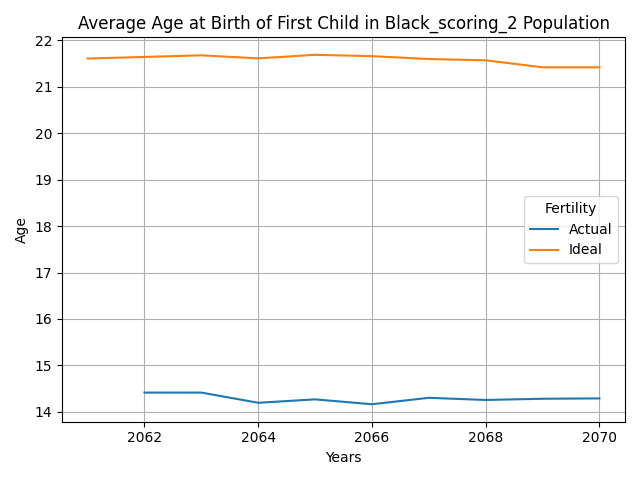 Average Age at Birth of First Child in Black_scoring_2 Population
22
21
20
19
18
17
16
15
14
Age
Fertility
Actual
Ideal
2062 2064 2066 2068 2070
Years